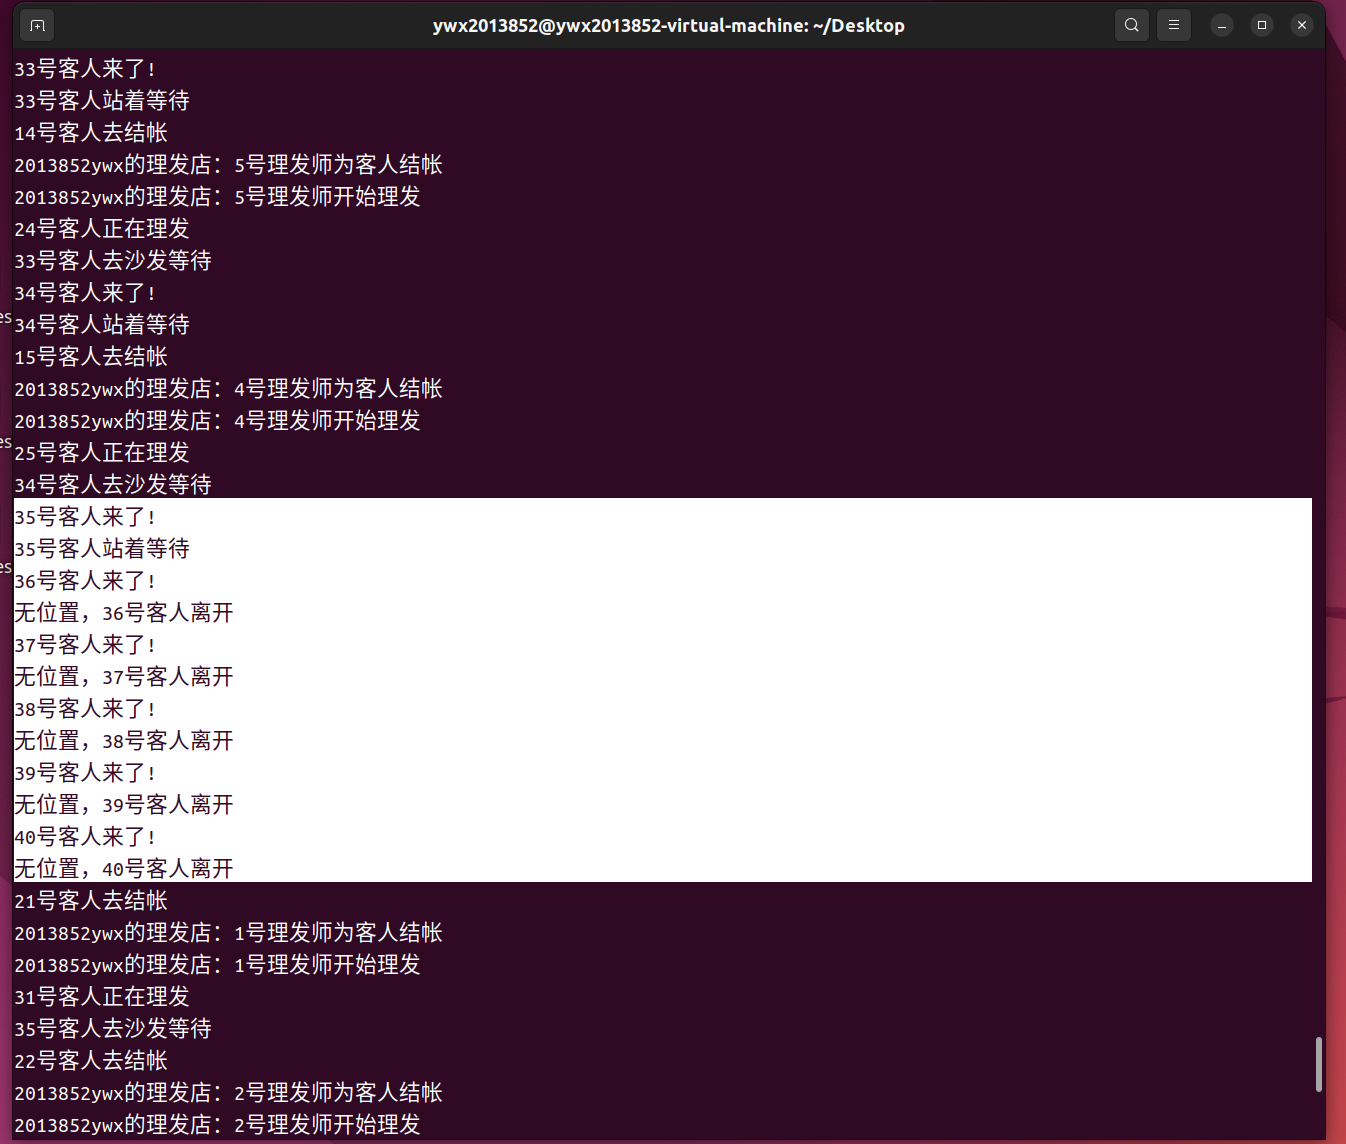 ywx2013852@ywx2013852-virtual-machine: ~/Desktop
33号客人来了!
33号客人站着等待
14号客人去结帐
2013852ywx的理发店：5号理发师为客人结帐
2013852ywx的理发店：5号理发师开始理发
24号客人正在理发
33号客人去沙发等待
34号客人来了!
34号客人站着等待
15号客人去结帐
2013852ywx的理发店：4号理发师为客人结帐
2013852ywx的理发店：4号理发师开始理发
25号客人正在理发
34号客人去沙发等待
35号客人来了!
35号客人站着等待
36号客人来了!
无位置，36号客人离开
37号客人来了!
无位置，37号客人离开
38号客人来了!
无位置，38号客人离开
39号客人来了!
无位置，39号客人离开
40号客人来了!
无位置，40号客人离开
21号客人去结帐
2013852ywx的理发店：1号理发师为客人结帐
2013852ywx的理发店：1号理发师开始理发
31号客人正在理发
35号客人去沙发等待
22号客人去结帐
2013852ywx的理发店：2号理发师为客人结帐
2013852ywx的理发店：2号理发师开始理发
es
es
es